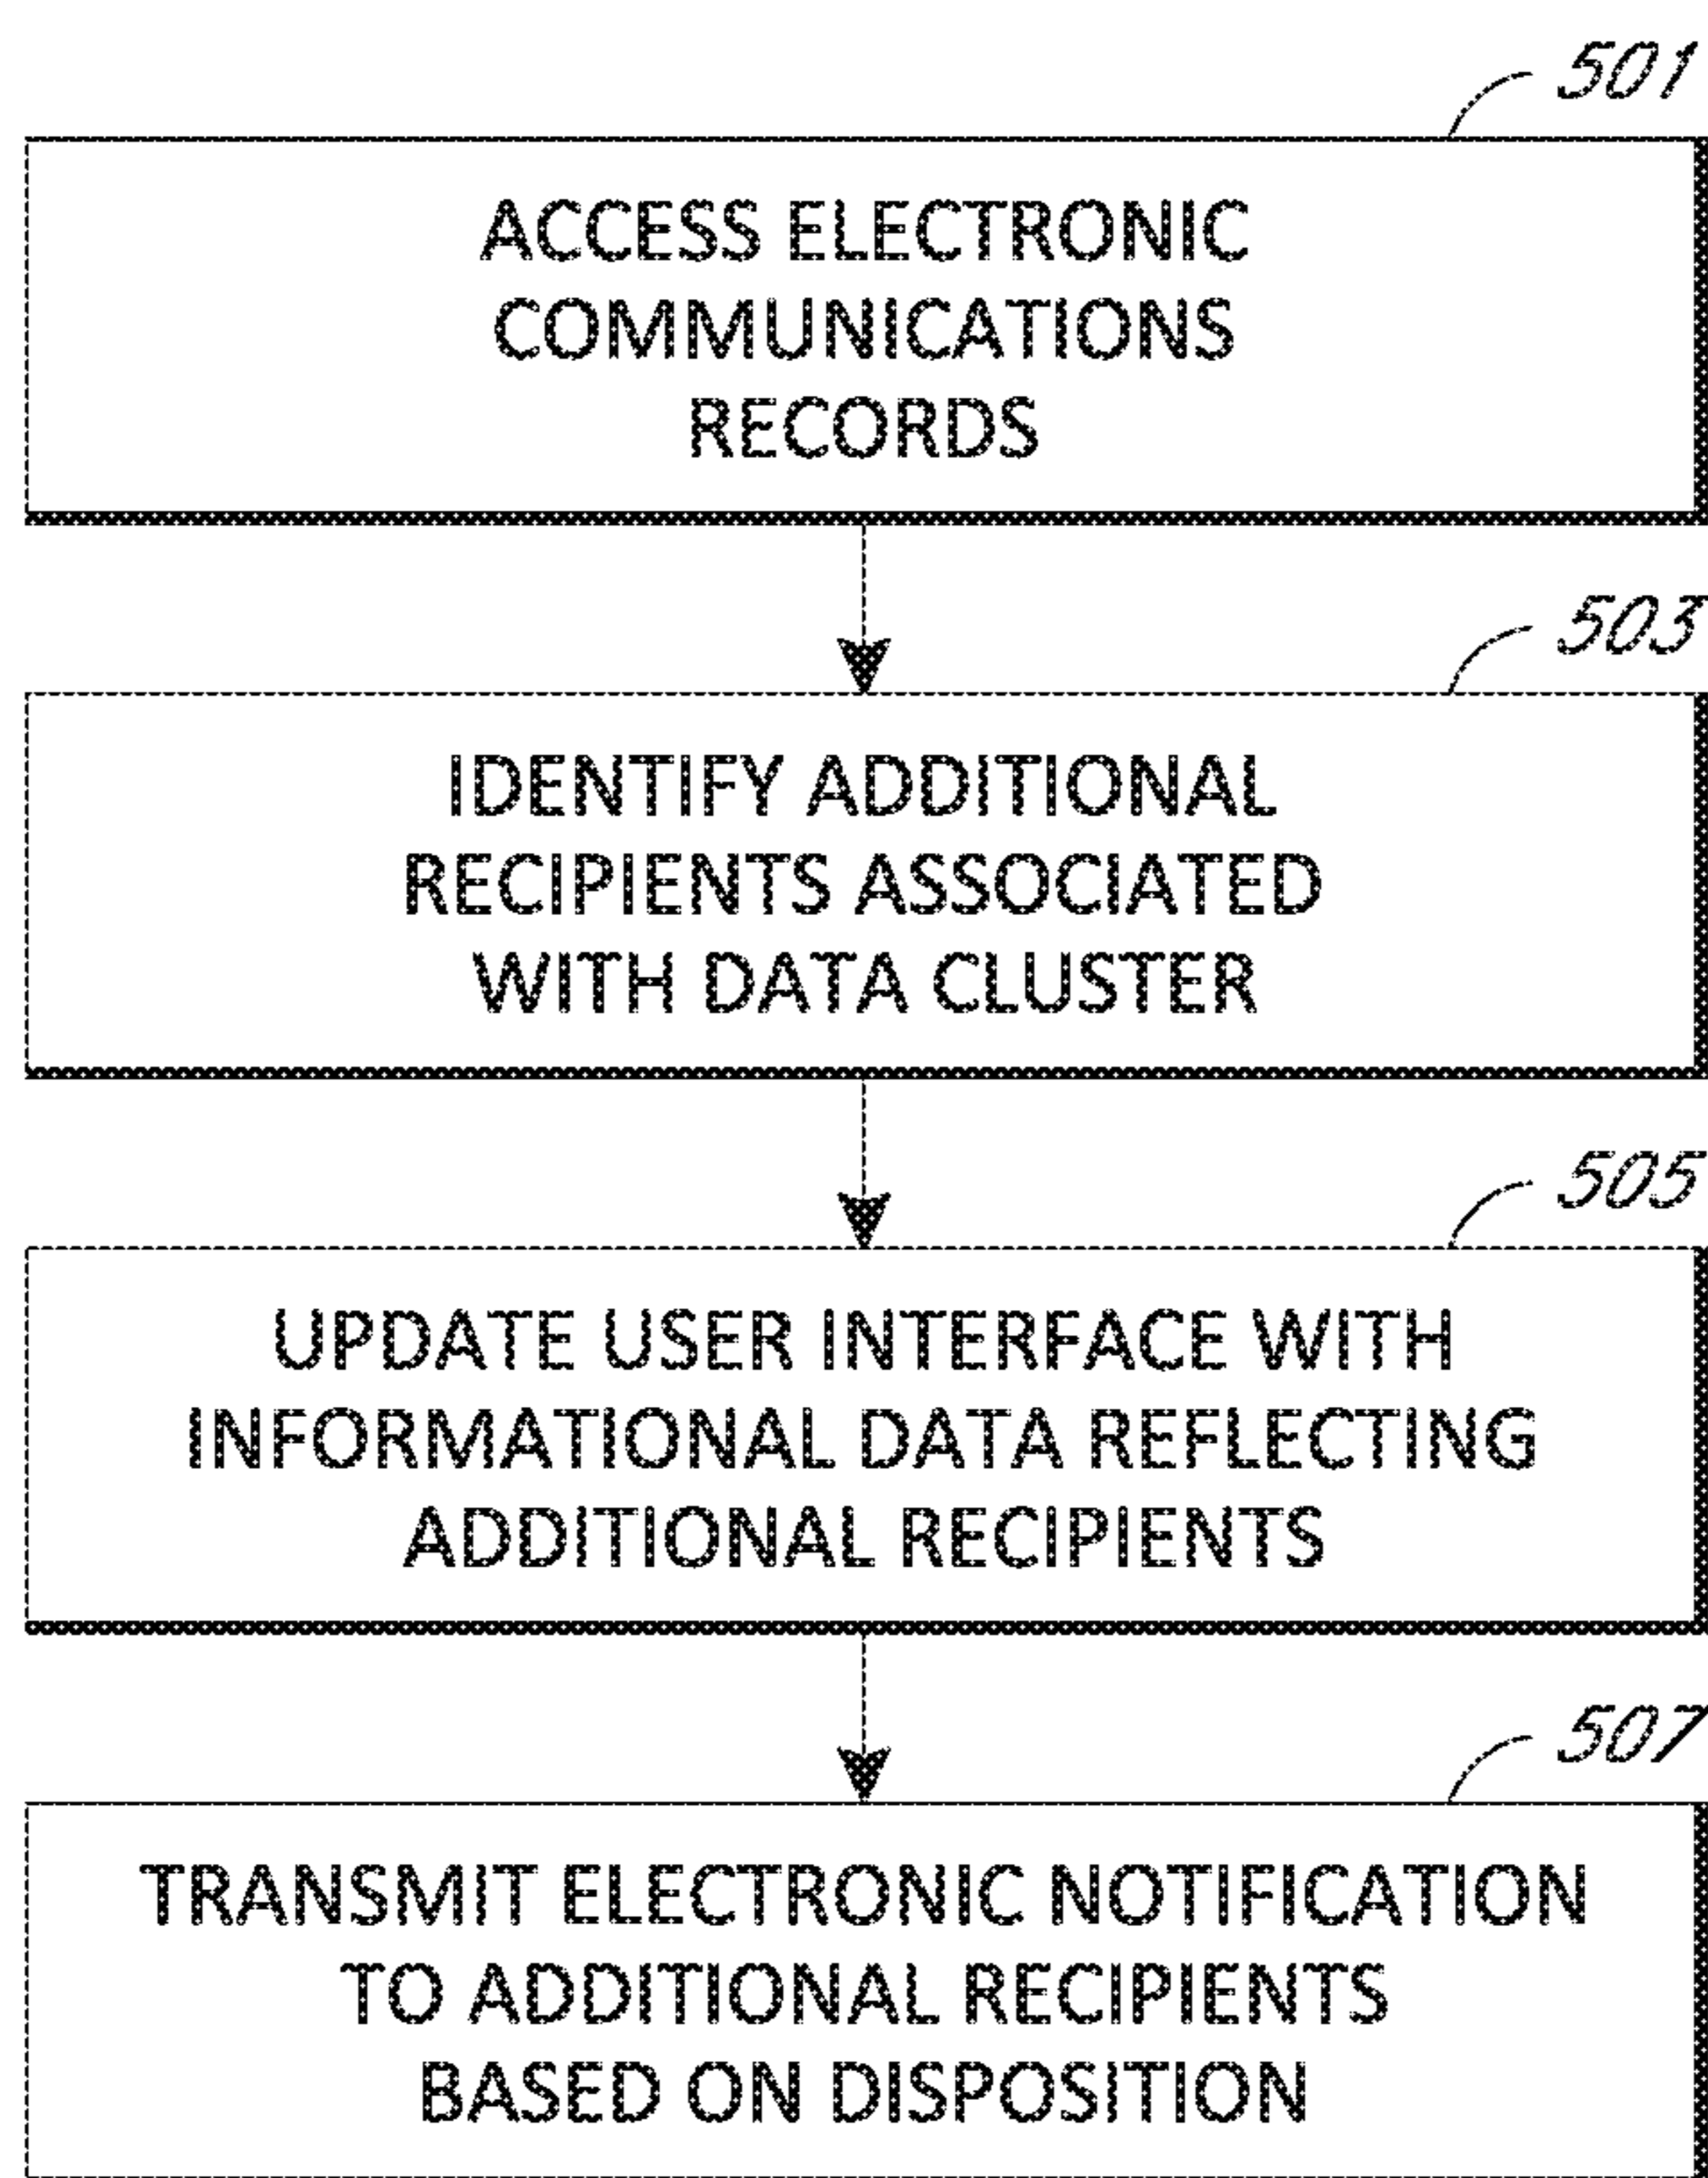 501
ACCESS ELECTRONIC
COMMUNICATIONS
RECORDS
503
IDENTIFY ADDITIONAL
RECIPIENTS ASSOCIATED
WITH DATA CLUSTER
505
UPDATE USER INTERFACE WITH
INFORMATIONAL DATA REFLECTING
ADDITIONAL RECIPIENTS
507
TRANSMIT ELECTRONIC NOTIFICATION
TO ADDITIONAL RECIPIENTS
BASED ON DISPOSITION